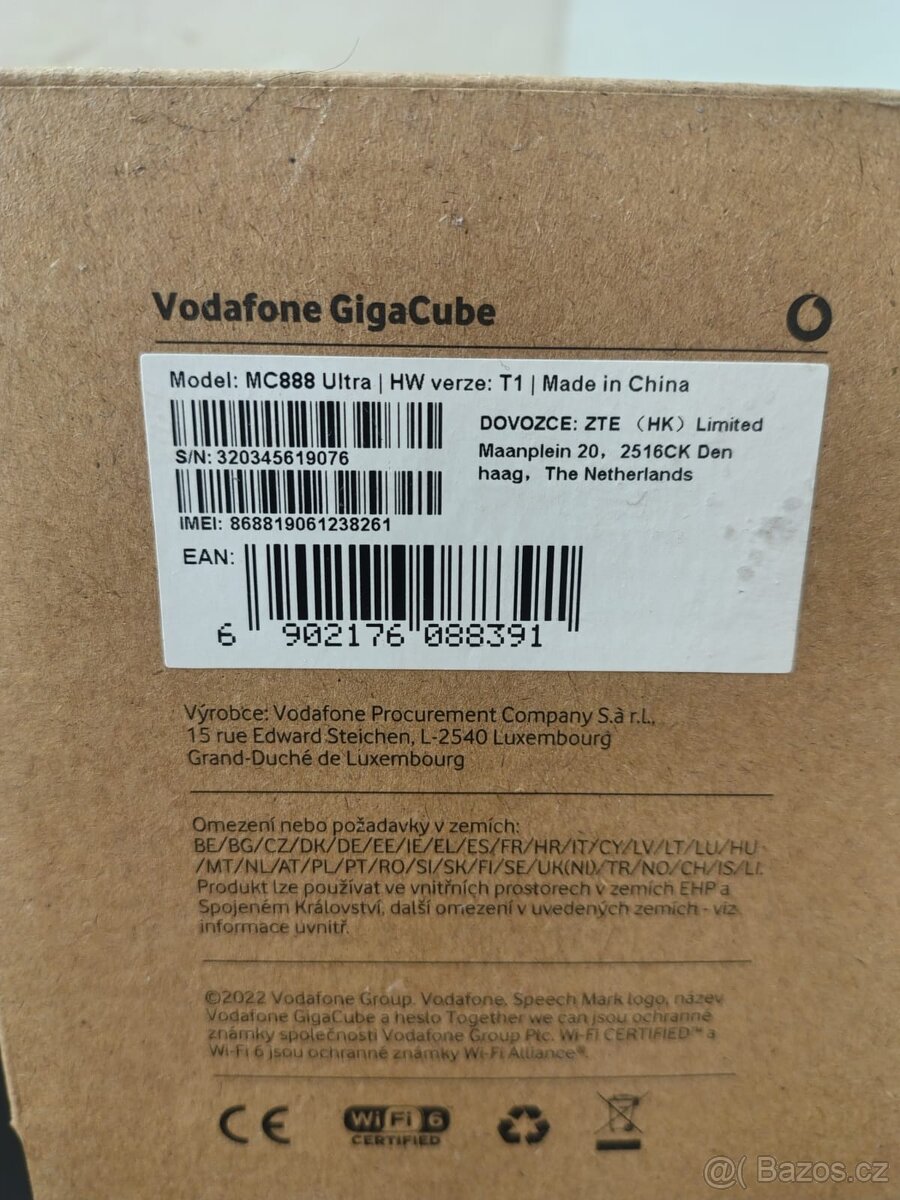 Vodafone GigaCube
Model: MC888 Ultra | HW verze: T1 | Made in China
S/N: 320345619076
IMEI: 868819061238261
DOVOZCE: ZTE （HK）Limited
Maanplein 20，2516CK Den
haag，The Netherlands
EAN:
6 902176 088391
Výrobce: Vodafone Procurement Company S.à r.l.,
15 rue Edward Steichen, L-2540 Luxembourg
Grand-Duché de Luxembourg
Omezení nebo požadavky v zemích:
BE/BG/CZ/DK/DE/EE/IE/EL/ES/FR/HR/IT/CY/LV/LT/LU/HU
/MT/NL/AT/PL/PT/RO/SI/SK/FI/SE/UK(NI)/TR/NO/CH/IS/LI.
Produkt lze používat ve vnitřních prostorech v zemích EHP a
Spojeném Království, další omezení v uvedených zemích - viz
informace uvnitř.
©2022 Vodafone Group. Vodafone, Speech Mark logo, název
Vodafone GigaCube a heslo Together we can jsou ochranné
známky společnosti Vodafone Group Plc. Wi-Fi CERTIFIED™ a
Wi-Fi 6 jsou ochranné známky Wi-Fi Alliance®.
CE
Wi Fi 6
CERTIFIED
@( Bazos.cz